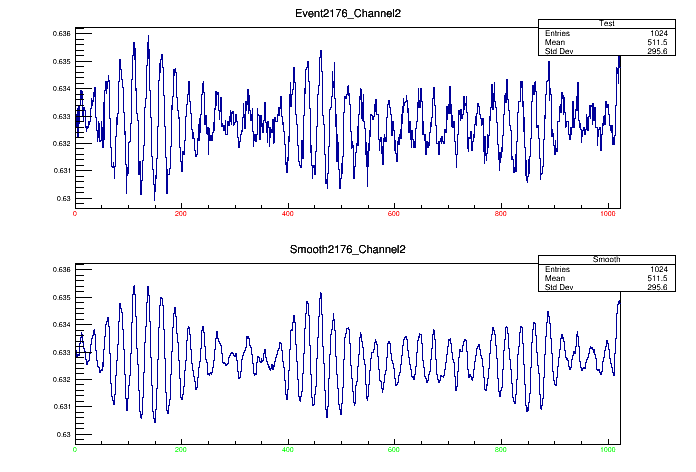 Event2176_Channel2
Test
Entries 1024
Mean 511.5
Std Dev 295.6
0.636
0.635
0.634
0.633
0.632
0.631
0.63
0 200 400 600 800 1000
Smooth2176_Channel2
Smooth
Entries 1024
Mean 511.5
Std Dev 295.6
0.636
0.635
0.634
0.633
0.632
0.631
0.63
0 200 400 600 800 1000